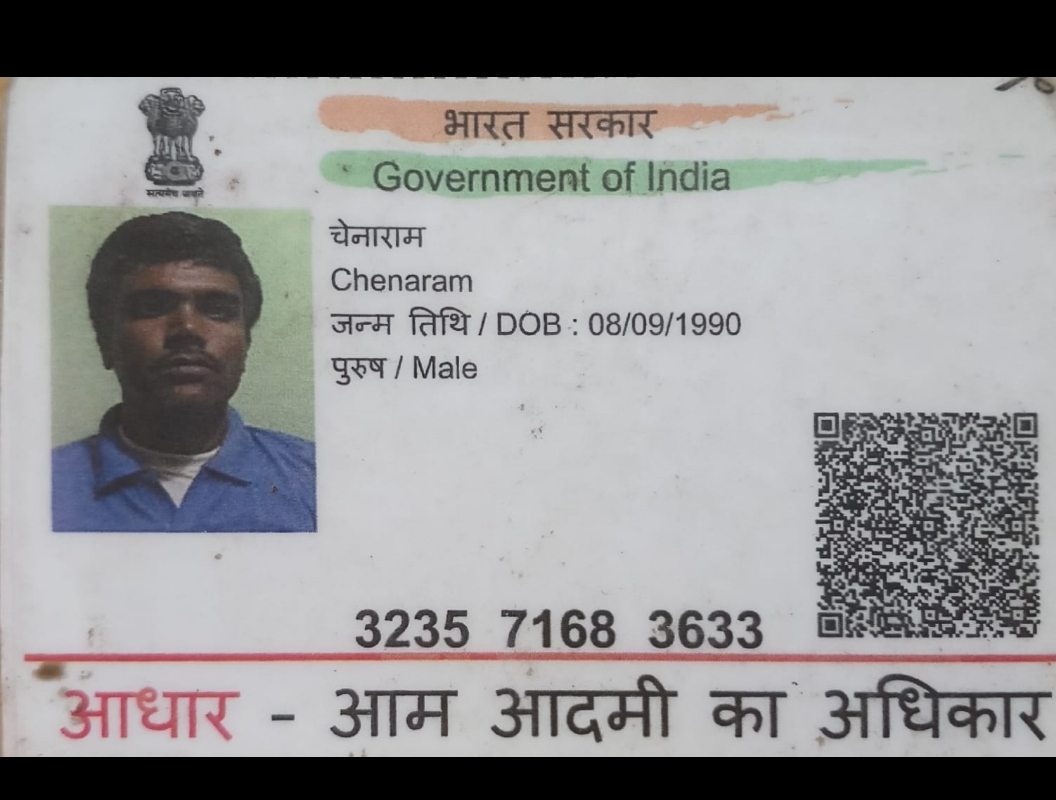 भारत सरकार
Government of India
सत्यमेव जयते
चेनाराम
Chenaram
जन्म तिथि / DOB : 08/09/1990
पुरुष / Male
3235 7168 3633
आधार - आम आदमी का अधिकार